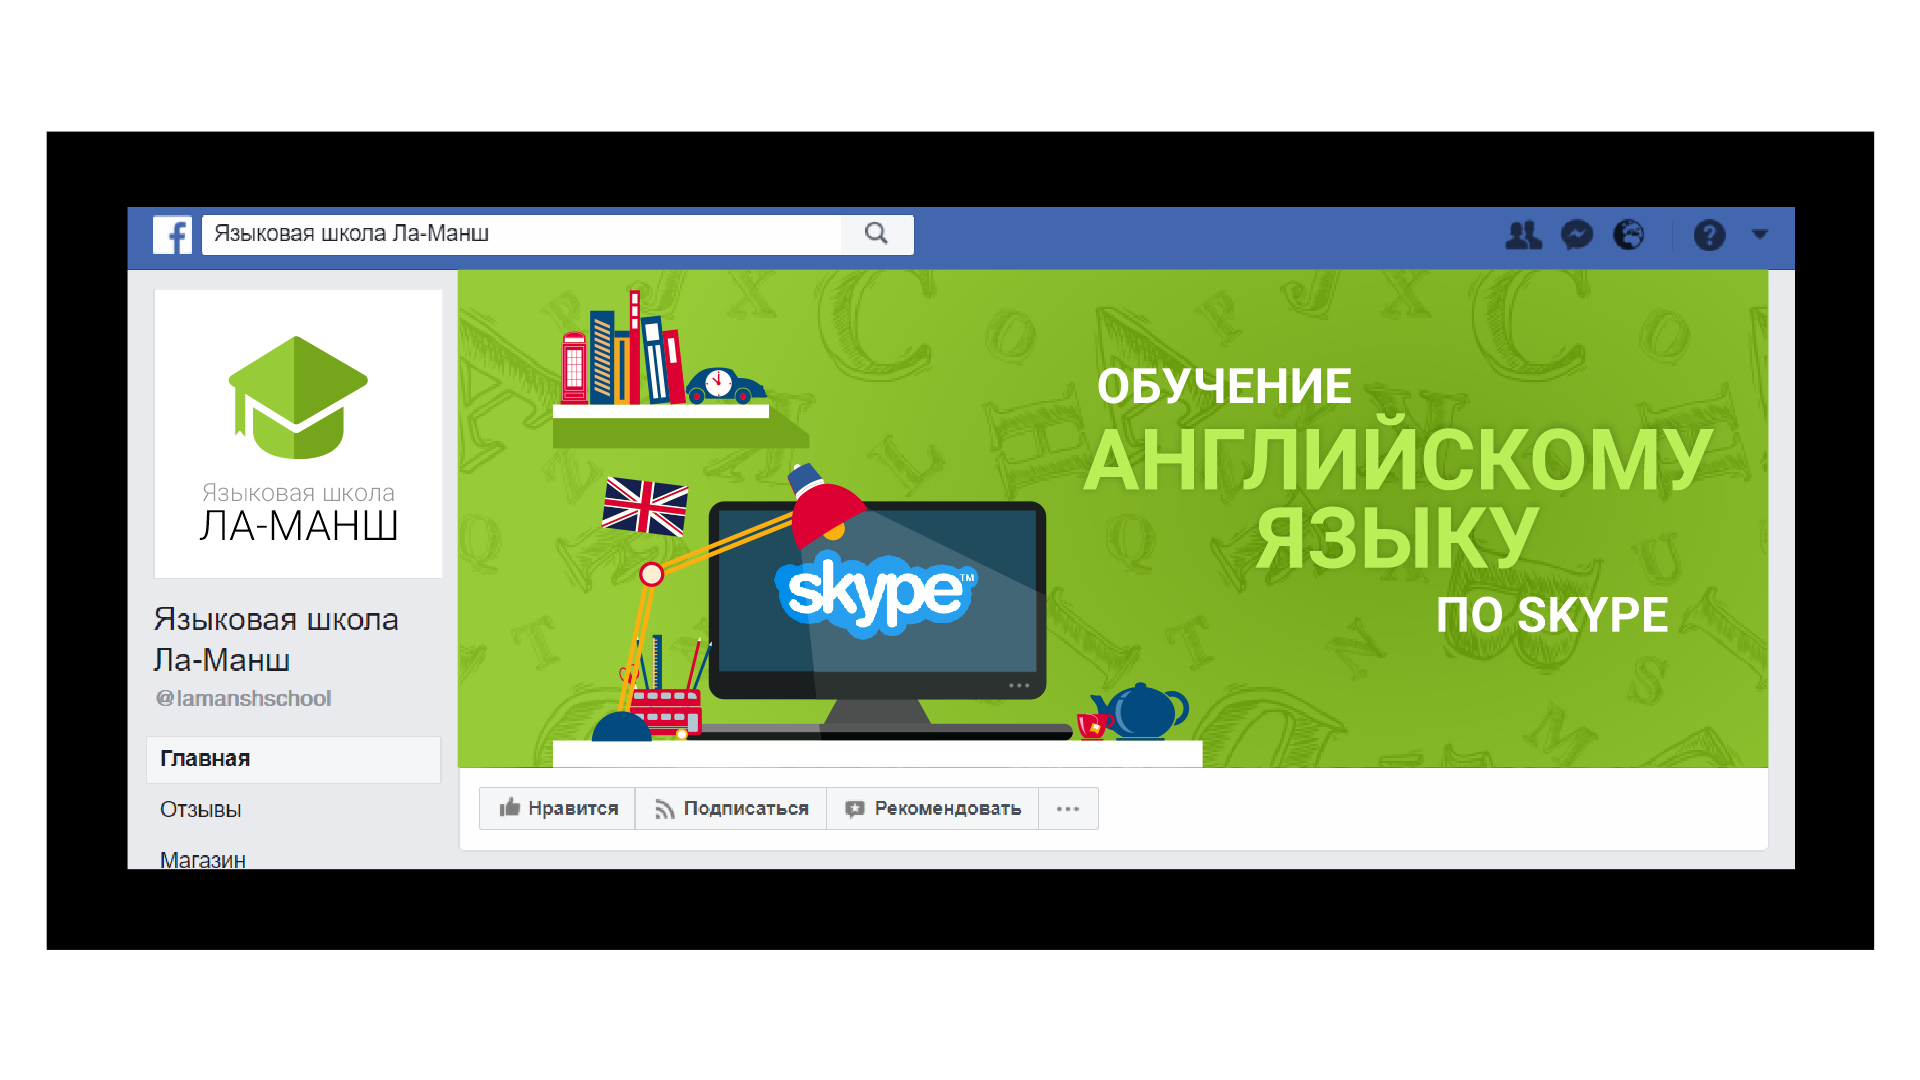 Языковая школа Ла-Манш
Языковая школа
ЛА-МАНШ
Языковая школа
Ла-Манш
@lamanshschool
Главная
Отзывы
Магазин
ОБУЧЕНИЕ
АНГЛИЙСКОМУ
ЯЗЫКУ
ПО SKYPE
skype™
Нравится
Подписаться
Рекомендовать